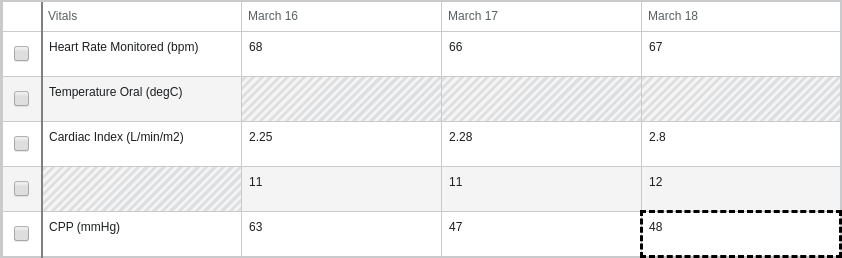 Vitals March 16 March 17 March 18
Heart Rate Monitored (bpm) 68 66 67
Temperature Oral (degC)
Cardiac Index (L/min/m2) 2.25 2.28 2.8
11 11 12
CPP (mmHg) 63 47 48